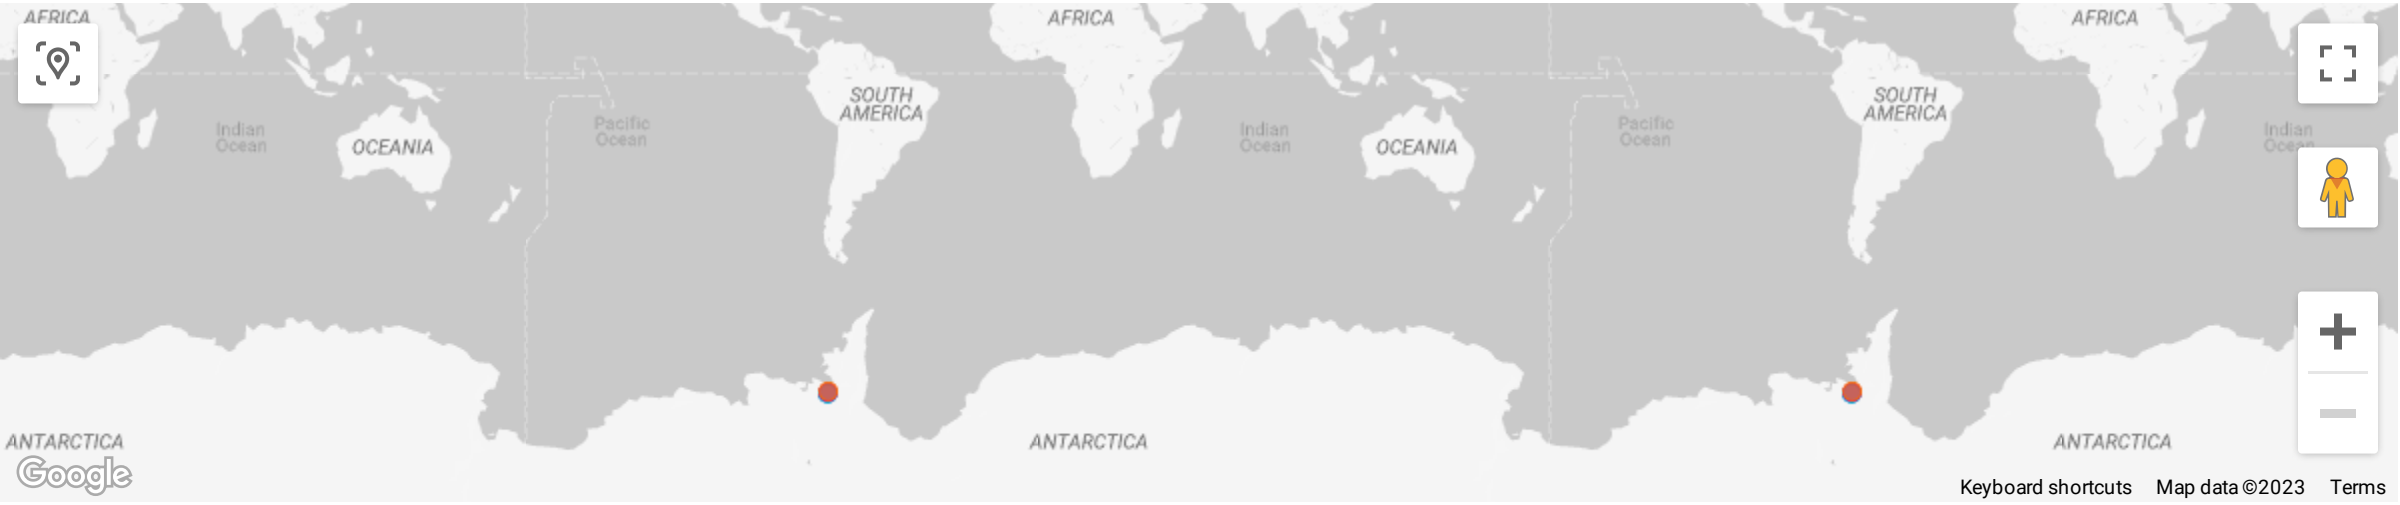 AFRICA
AFRICA
AFRICA
SOUTH
AMERICA
SOUTH
AMERICA
Indian
Ocean
Pacific
Ocean
Indian
Ocean
Pacific
Ocean
Indian
Ocean
OCEANIA
OCEANIA
ANTARCTICA
ANTARCTICA
ANTARCTICA
Google
Keyboard shortcuts Map data ©2023 Terms